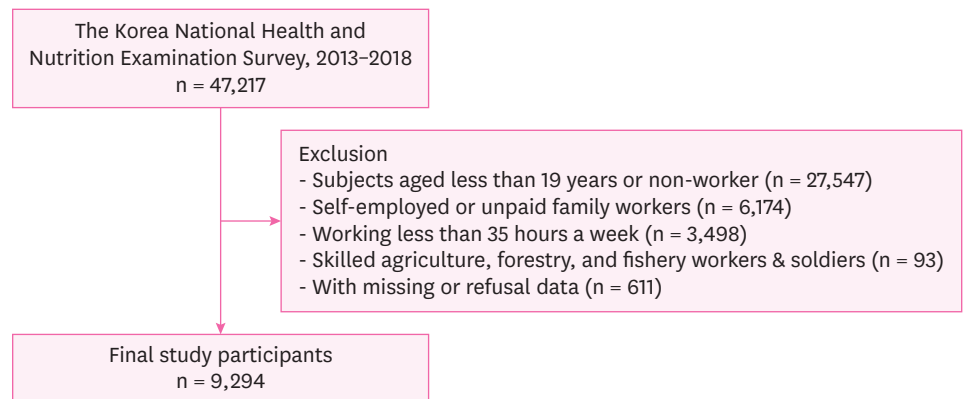 The Korea National Health and
Nutrition Examination Survey, 2013–2018
n = 47,217
Exclusion
- Subjects aged less than 19 years or non-worker (n = 27,547)
- Self-employed or unpaid family workers (n = 6,174)
- Working less than 35 hours a week (n = 3,498)
- Skilled agriculture, forestry, and fishery workers & soldiers (n = 93)
- With missing or refusal data (n = 611)
Final study participants
n = 9,294